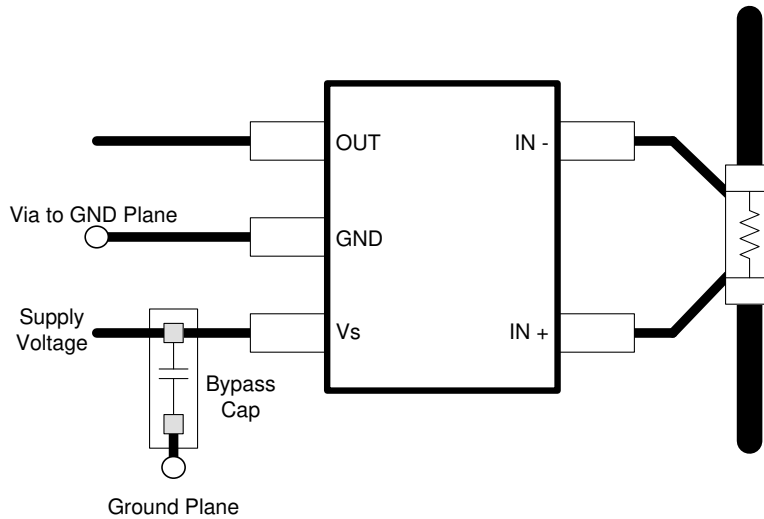 OUT
IN -
Via to GND Plane
GND
Supply
Voltage
Vs
IN +
Bypass
Cap
Ground Plane